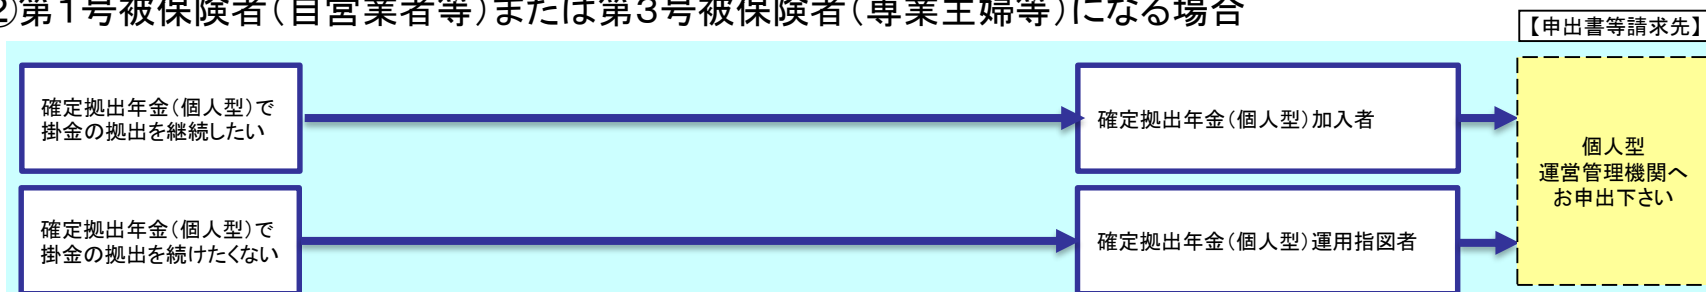 ②第１号被保険者（自営業者等）または第３号被保険者（専業主婦等）になる場合
【申出書等請求先】
確定拠出年金（個人型）で
掛金の拠出を継続したい
確定拠出年金（個人型）加入者
個人型
運営管理機関へ
お申出下さい
確定拠出年金（個人型）で
掛金の拠出を続けたくない
確定拠出年金（個人型）運用指図者